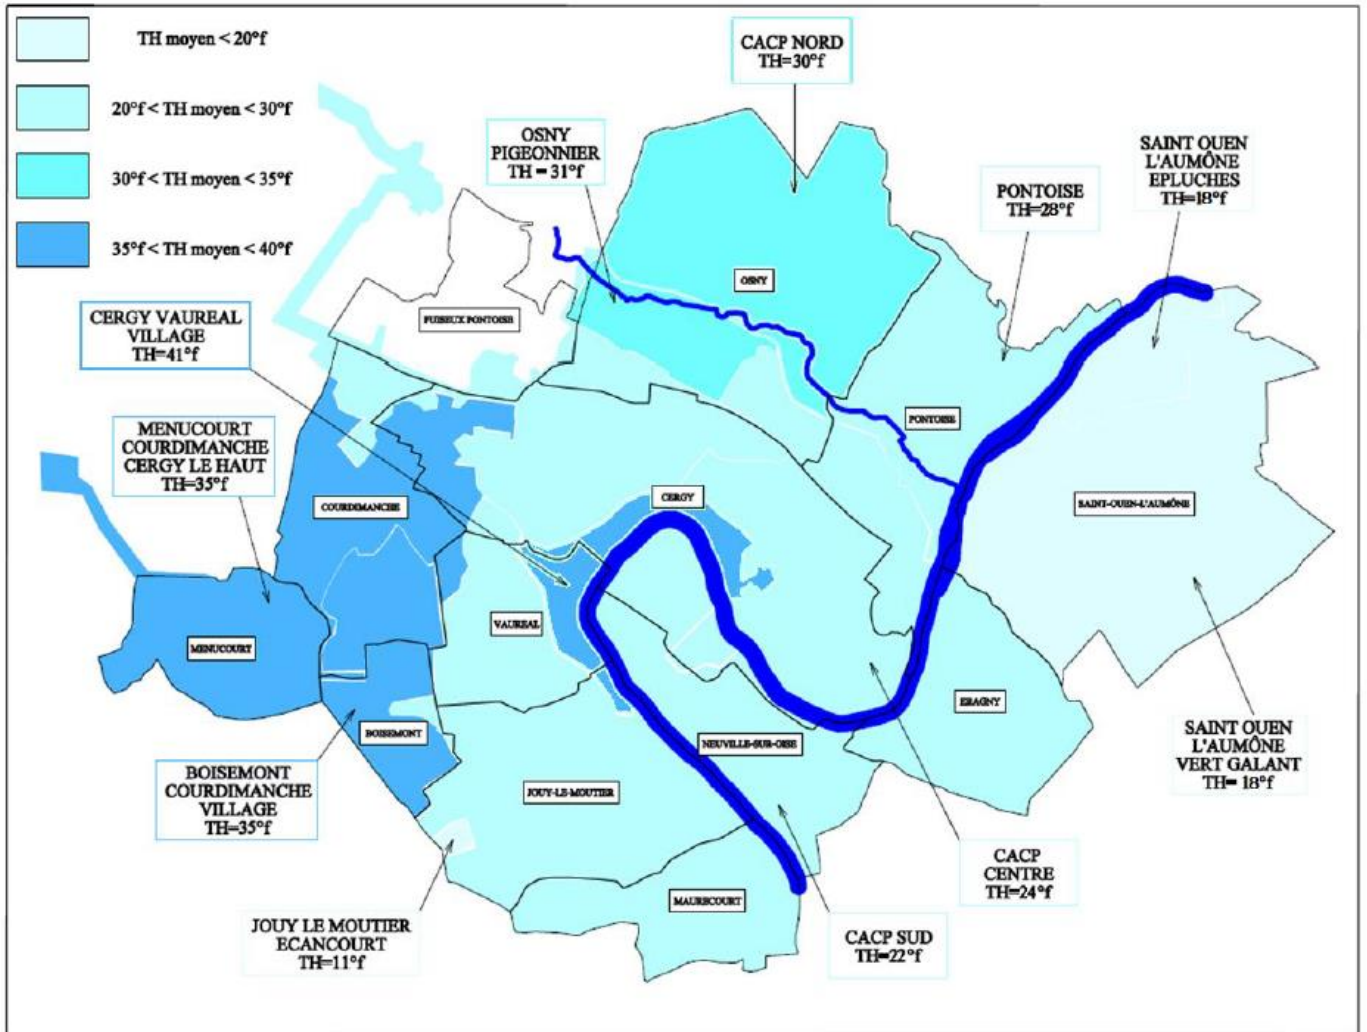 TH moyen < 20°f
20°f < TH moyen < 30°f
30°f < TH moyen < 35°f
35°f < TH moyen < 40°f
CACP NORD
TH=30°f
OSNY
PIGEONNIER
TH = 31°f
SAINT OUEN
L'AUMÔNE
EPLUCHES
TH=18°f
PONTOISE
TH=28°f
OSNY
PUISEUX PONTOISE
CERGY VAUREAL
VILLAGE
TH=41°f
PONTOISE
MENUCOURT
COURDIMANCHE
CERGY LE HAUT
TH=35°f
COURDIMANCHE
CERGY
SAINT-OUEN-L'AUMÔNE
VAUREAL
MENUCOURT
ERAGNY
BOISEMONT
NEUVILLE-SUR-OISE
SAINT OUEN
L'AUMÔNE
VERT GALANT
TH= 18°f
BOISEMONT
COURDIMANCHE
VILLAGE
TH=35°f
JOUY-LE-MOUTIER
CACP
CENTRE
TH=24°f
MAURECOURT
JOUY LE MOUTIER
ECANCOURT
TH=11°f
CACP SUD
TH=22°f